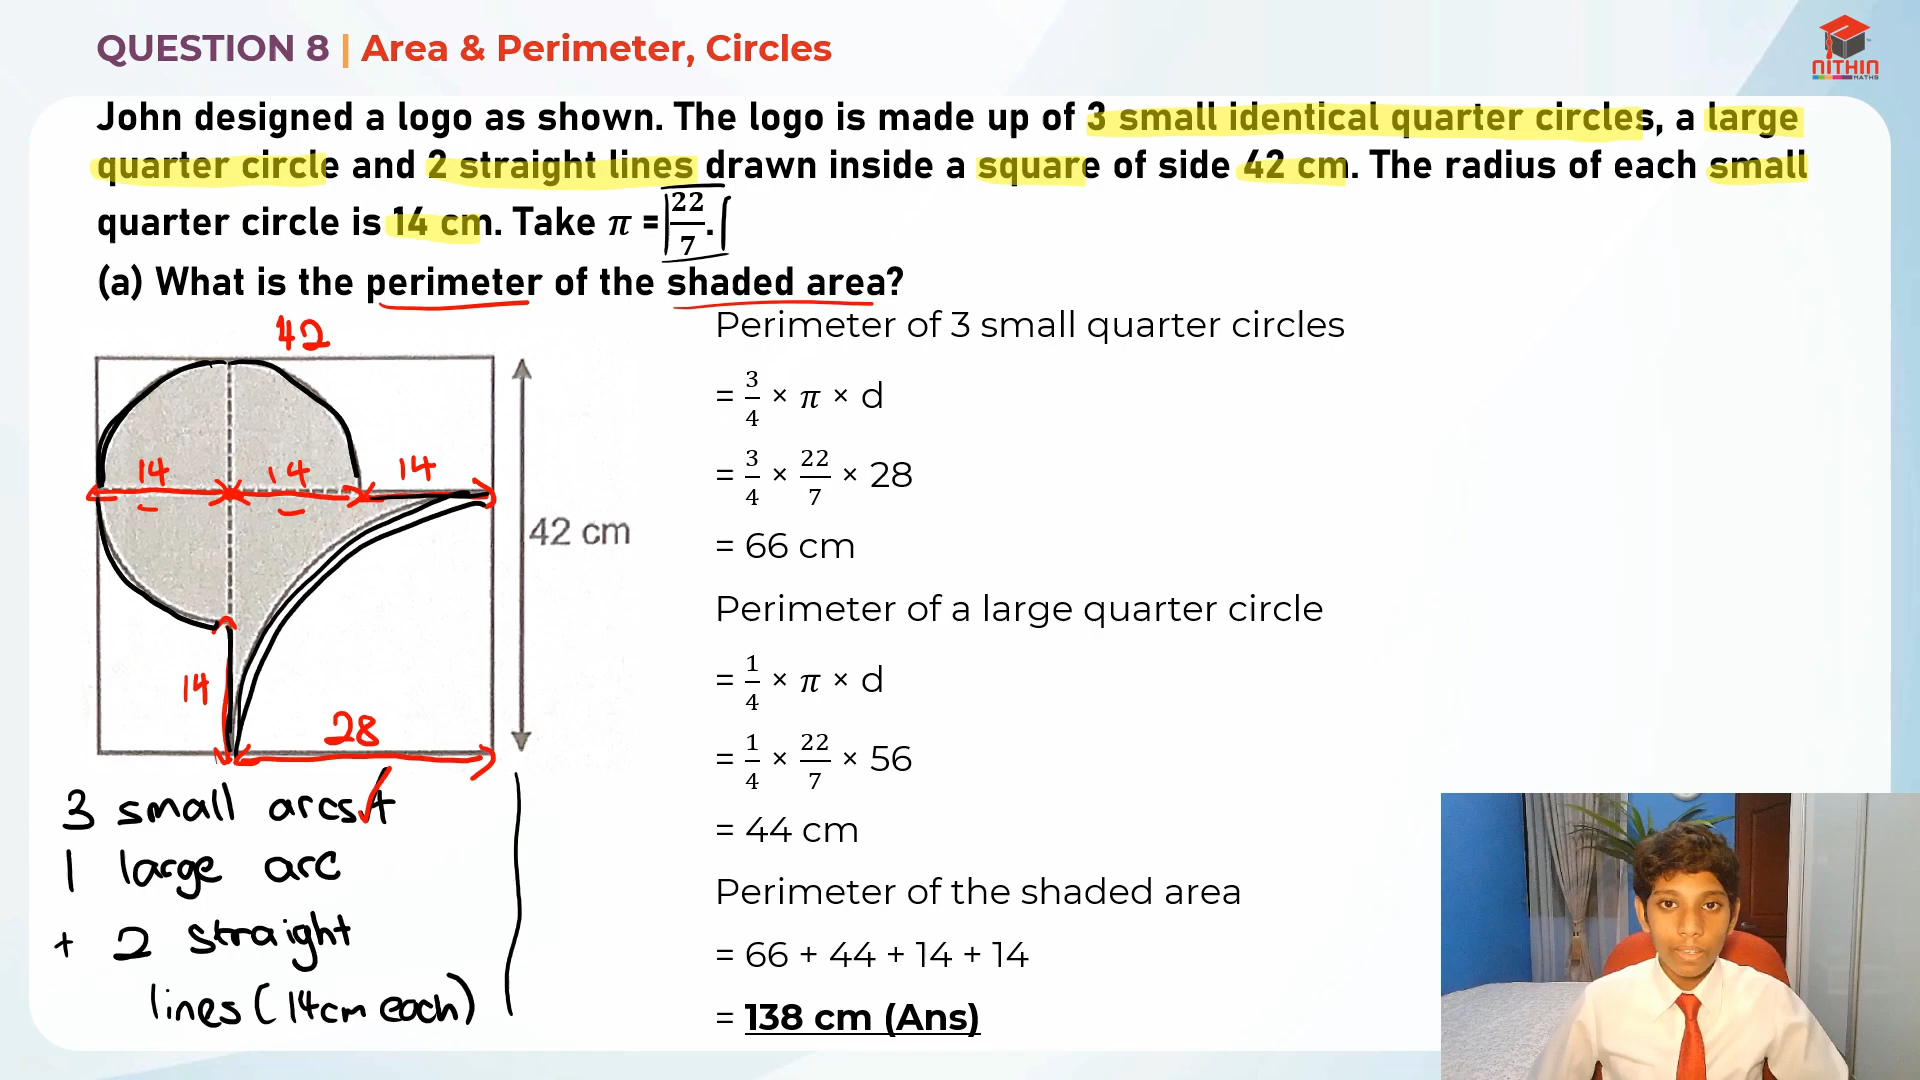 QUESTION 8 | Area & Perimeter, Circles
NITHIN
MATHS
John designed a logo as shown. The logo is made up of 3 small identical quarter circles, a large
quarter circle and 2 straight lines drawn inside a square of side 42 cm. The radius of each small
quarter circle is 14 cm. Take π = 22/7.
(a) What is the perimeter of the shaded area?
42
14 14 14
42 cm
14
28
3 small arcs +
1 large arc
+ 2 straight
lines (14cm each)
Perimeter of 3 small quarter circles
= 3/4 × π × d
= 3/4 × 22/7 × 28
= 66 cm
Perimeter of a large quarter circle
= 1/4 × π × d
= 1/4 × 22/7 × 56
= 44 cm
Perimeter of the shaded area
= 66 + 44 + 14 + 14
= 138 cm (Ans)